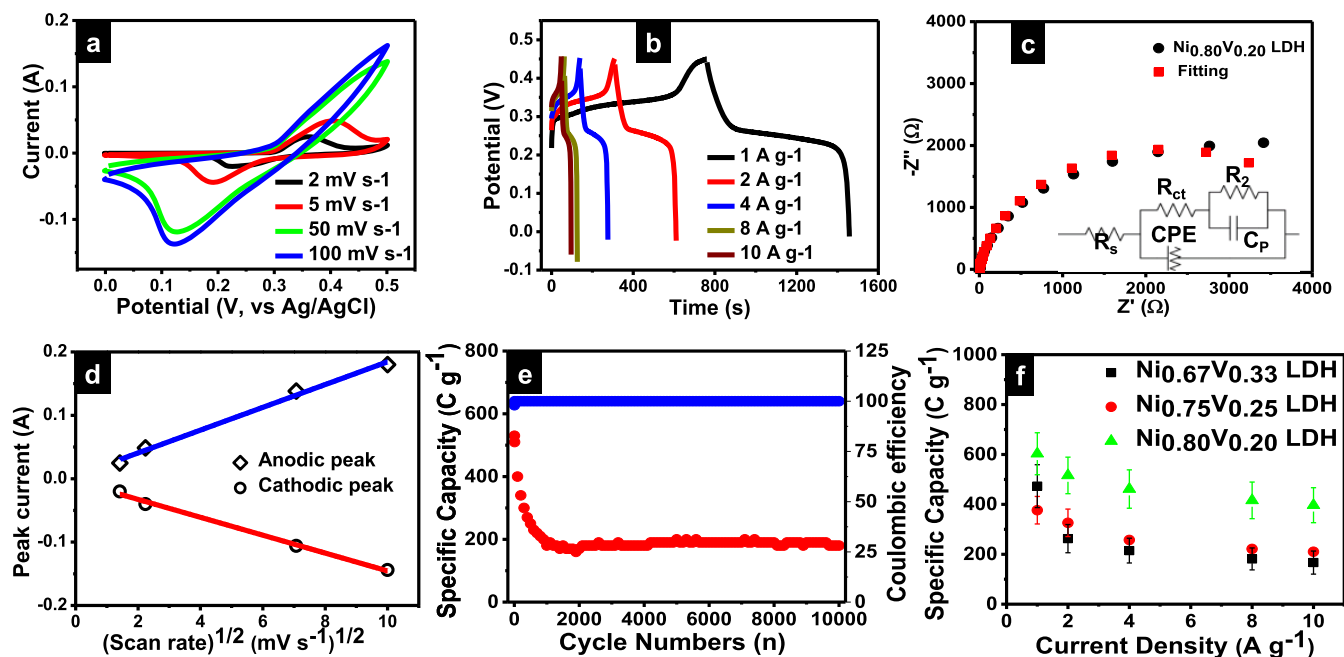 a
Current (A)
0.2
0.1
0.0
-0.1
0.0 0.1 0.2 0.3 0.4 0.5
Potential (V, vs Ag/AgCl)
2 mV s-1
5 mV s-1
50 mV s-1
100 mV s-1
b
Potential (V)
0.5
0.4
0.3
0.2
0.1
0.0
-0.1
0 400 800 1200 1600
Time (s)
1 A g-1
2 A g-1
4 A g-1
8 A g-1
10 A g-1
c
-Z'' (Ω)
-4000
-3000
-2000
-1000
0
0 1000 2000 3000 4000
Z' (Ω)
Ni0.80V0.20 LDH
Fitting
Rs
Rct
CPE
R2
CP
d
Peak current (A)
0.2
0.1
0.0
-0.1
-0.2
0 2 4 6 8 10
(Scan rate)1/2 (mV s-1)1/2
Anodic peak
Cathodic peak
e
Specific Capacity (C g-1)
800
600
400
200
0
0 2000 4000 6000 8000 10000
Cycle Numbers (n)
125
100
75
50
25
0
Coulombic efficiency
f
Specific Capacity (C g-1)
1000
800
600
400
200
0
2 4 6 8 10
Current Density (A g-1)
Ni0.67V0.33 LDH
Ni0.75V0.25 LDH
Ni0.80V0.20 LDH